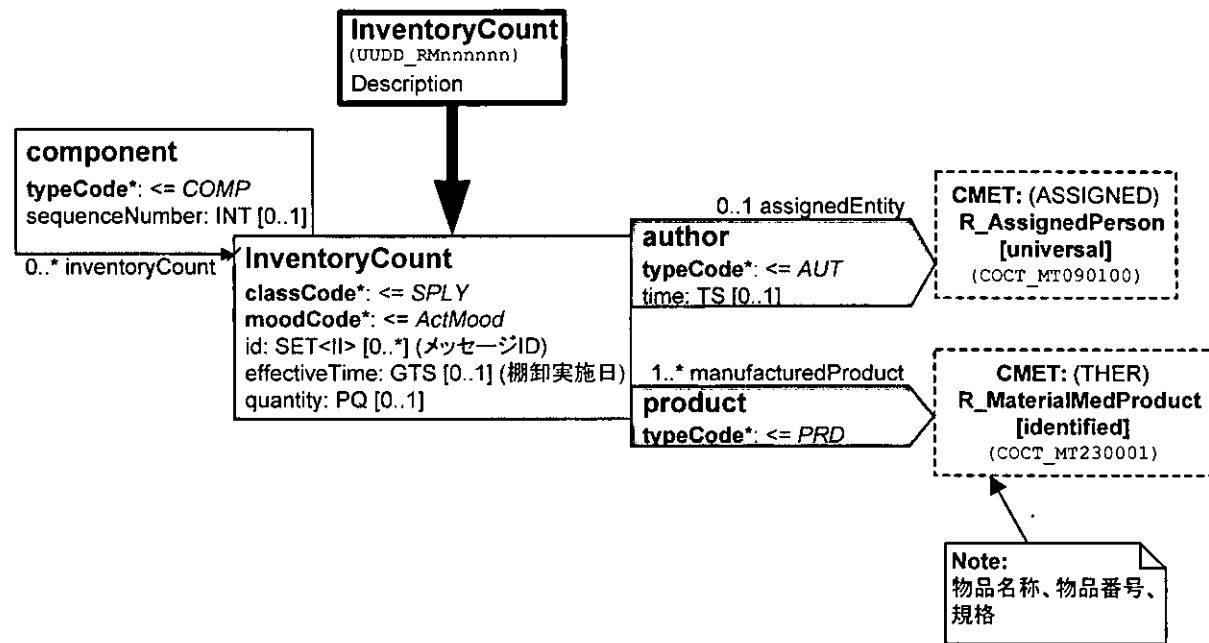 InventoryCount
(UUDD_RMnnnnnn)
Description
component
typeCode*: <= COMP
sequenceNumber: INT [0..1]
0..* inventoryCount
InventoryCount
classCode*: <= SPLY
moodCode*: <= ActMood
id: SET<II> [0..*] (メッセージID)
effectiveTime: GTS [0..1] (棚卸実施日)
quantity: PQ [0..1]
0..1 assignedEntity
author
typeCode*: <= AUT
time: TS [0..1]
CMET: (ASSIGNED)
R_AssignedPerson
[universal]
(COCT_MT090100)
1..* manufacturedProduct
product
typeCode*: <= PRD
CMET: (THER)
R_MaterialMedProduct
[identified]
(COCT_MT230001)
Note:
物品名称、物品番号、
規格